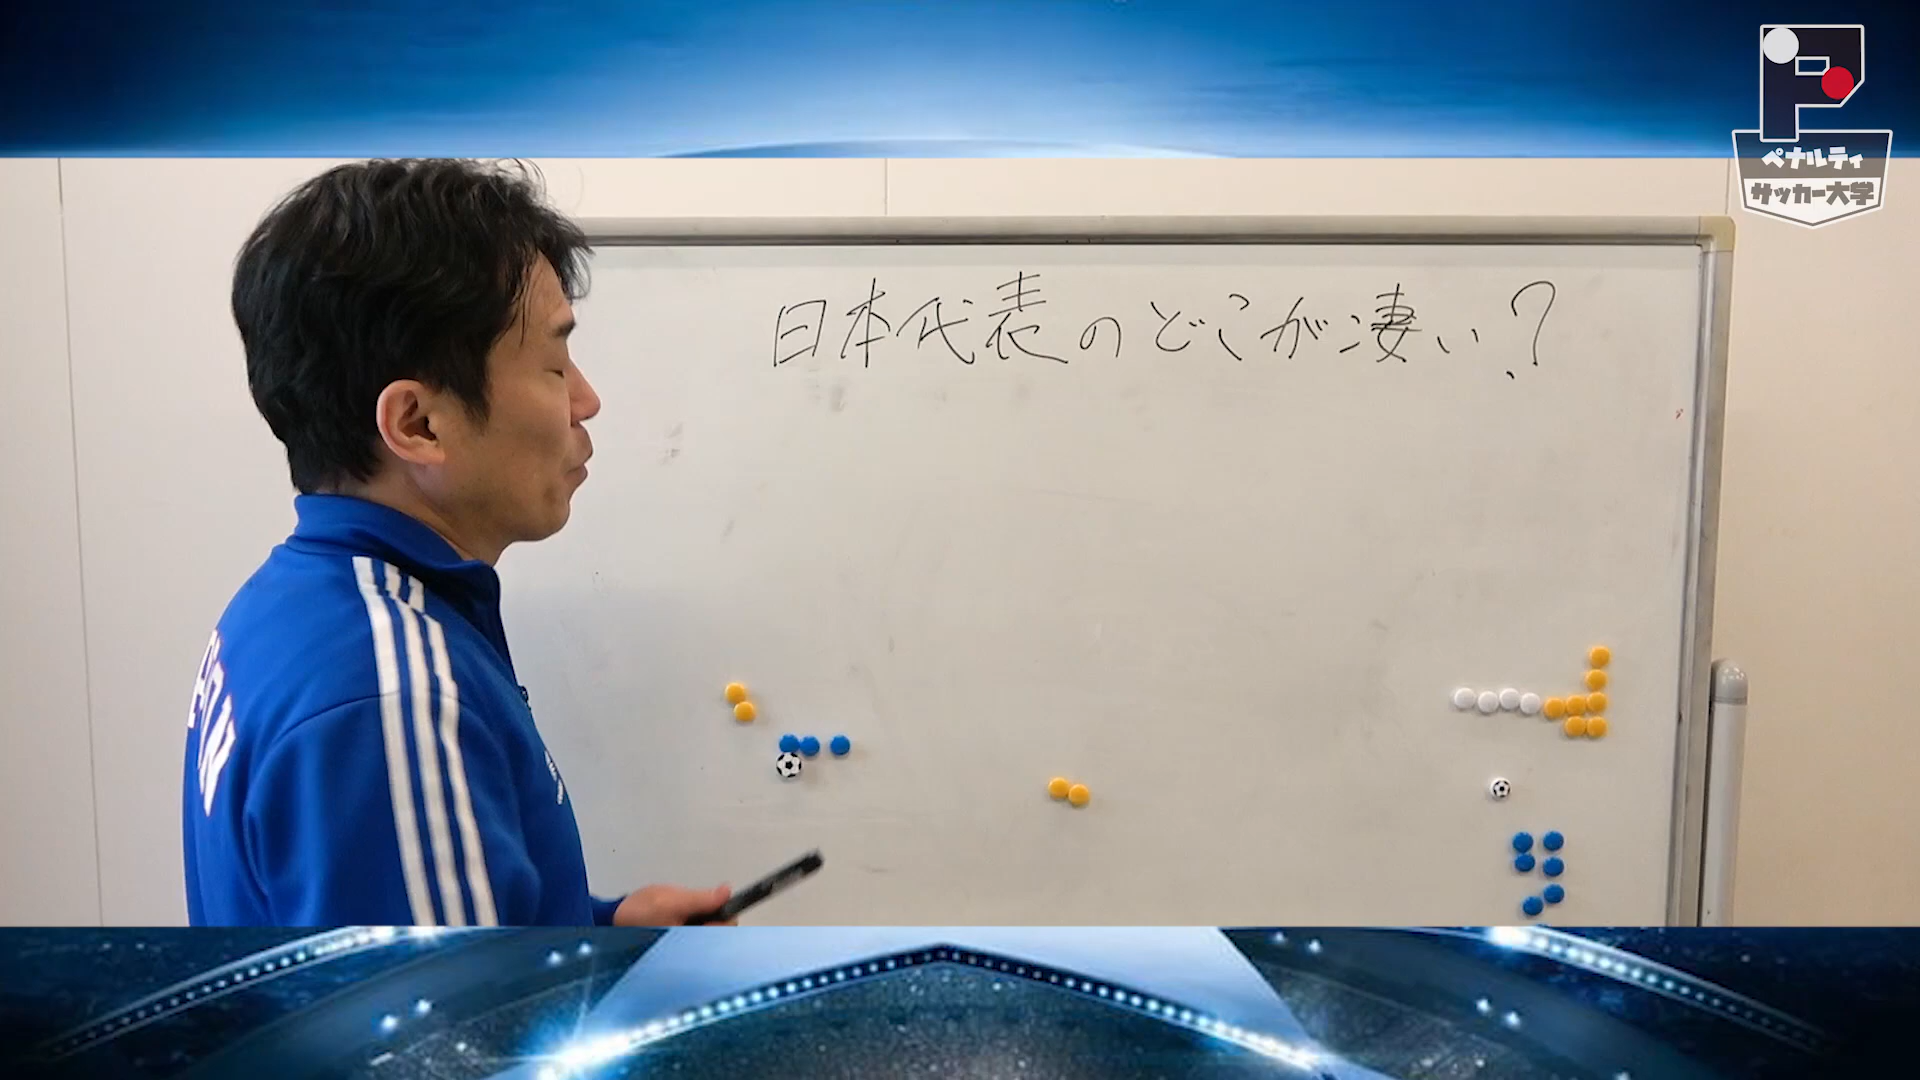 ペナルティ
サッカー大学
日本代表のどこが凄い?